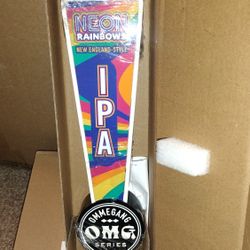 NEON
RAINBOWS
NEW ENGLAND-STYLE
IPA
OMMEGANG
OMG
SERIES